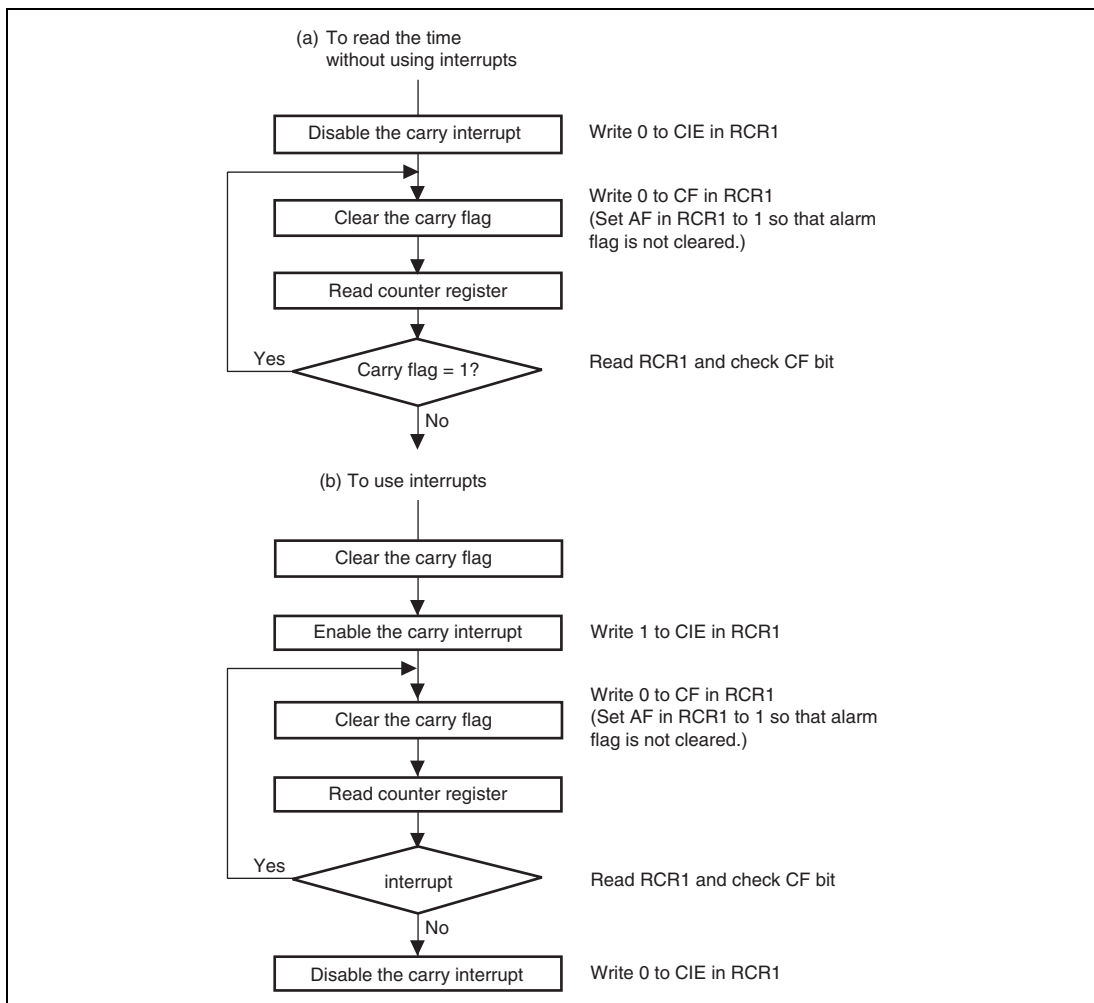 (a) To read the time
without using interrupts
Disable the carry interrupt
Write 0 to CIE in RCR1
Write 0 to CF in RCR1
(Set AF in RCR1 to 1 so that alarm
flag is not cleared.)
Clear the carry flag
Read counter register
Yes
Carry flag = 1?
Read RCR1 and check CF bit
No
(b) To use interrupts
Clear the carry flag
Enable the carry interrupt
Write 1 to CIE in RCR1
Write 0 to CF in RCR1
(Set AF in RCR1 to 1 so that alarm
flag is not cleared.)
Clear the carry flag
Read counter register
Yes
interrupt
Read RCR1 and check CF bit
No
Disable the carry interrupt
Write 0 to CIE in RCR1